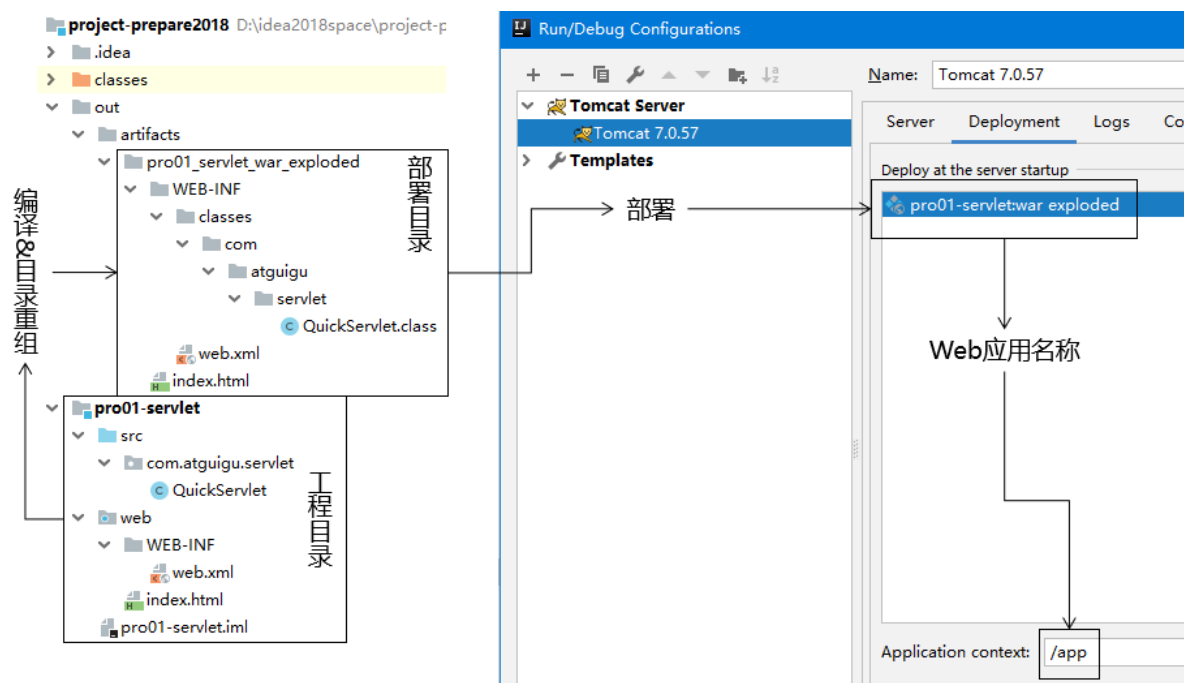 project-prepare2018 D:\idea2018space\project-p
.idea
classes
out
artifacts
pro01_servlet_war_exploded
WEB-INF
classes
com
atguigu
servlet
QuickServlet.class
web.xml
index.html
部署目录
编译&目录重组
pro01-servlet
src
com.atguigu.servlet
QuickServlet
web
WEB-INF
web.xml
index.html
pro01-servlet.iml
工程目录
部署
Run/Debug Configurations
Tomcat Server
Tomcat 7.0.57
Templates
Name: Tomcat 7.0.57
Server Deployment Logs Co
Deploy at the server startup
pro01-servlet:war exploded
Web应用名称
Application context: /app